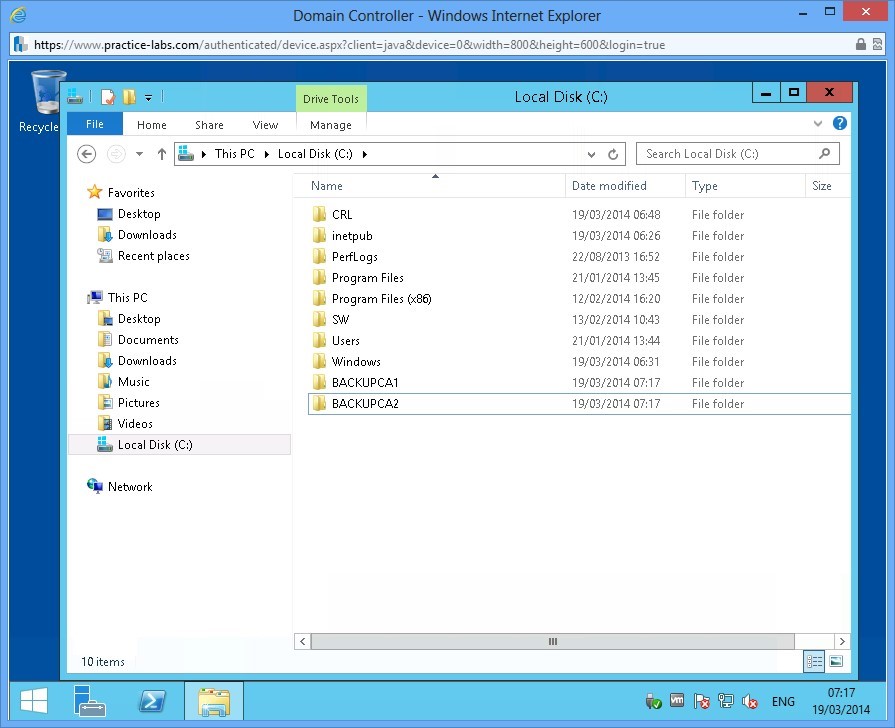 Domain Controller - Windows Internet Explorer
https://www.practice-labs.com/authenticated/device.aspx?client=java&device=0&width=800&height=600&login=true
Recycle
Drive Tools
Local Disk (C:)
File Home Share View Manage
This PC Local Disk (C:)
Search Local Disk (C:)
Name Date modified Type Size
Favorites
Desktop
Downloads
Recent places
This PC
Desktop
Documents
Downloads
Music
Pictures
Videos
Local Disk (C:)
Network
CRL 19/03/2014 06:48 File folder
inetpub 19/03/2014 06:26 File folder
PerfLogs 22/08/2013 16:52 File folder
Program Files 21/01/2014 13:45 File folder
Program Files (x86) 12/02/2014 16:20 File folder
SW 13/02/2014 10:43 File folder
Users 21/01/2014 13:44 File folder
Windows 19/03/2014 06:31 File folder
BACKUPCA1 19/03/2014 07:17 File folder
BACKUPCA2 19/03/2014 07:17 File folder
10 items
vm
ENG
07:17
19/03/2014